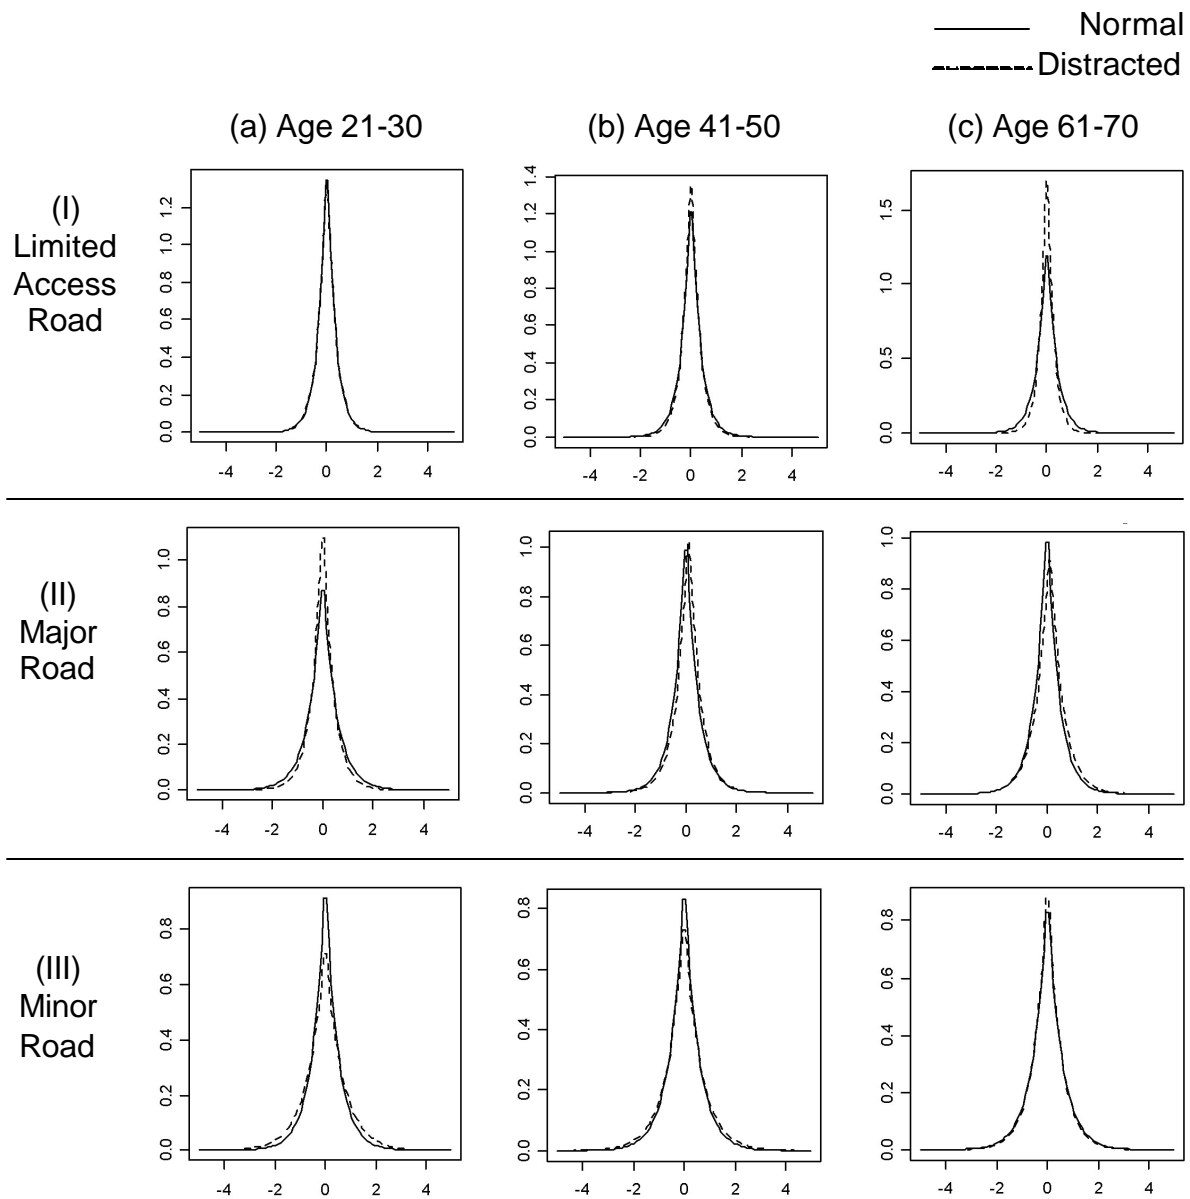 Normal
Distracted
(a) Age 21-30
(b) Age 41-50
(c) Age 61-70
(I)
Limited
Access
Road
0.0 0.2 0.4 0.6 0.8 1.0 1.2
-4 -2 0 2 4
0.0 0.2 0.4 0.6 0.8 1.0 1.2 1.4
-4 -2 0 2 4
0.0 0.5 1.0 1.5
-4 -2 0 2 4
(II)
Major
Road
0.0 0.2 0.4 0.6 0.8 1.0
-4 -2 0 2 4
0.0 0.2 0.4 0.6 0.8 1.0
-4 -2 0 2 4
0.0 0.2 0.4 0.6 0.8 1.0
-4 -2 0 2 4
(III)
Minor
Road
0.0 0.2 0.4 0.6 0.8
-4 -2 0 2 4
0.0 0.2 0.4 0.6 0.8
-4 -2 0 2 4
0.0 0.2 0.4 0.6 0.8
-4 -2 0 2 4